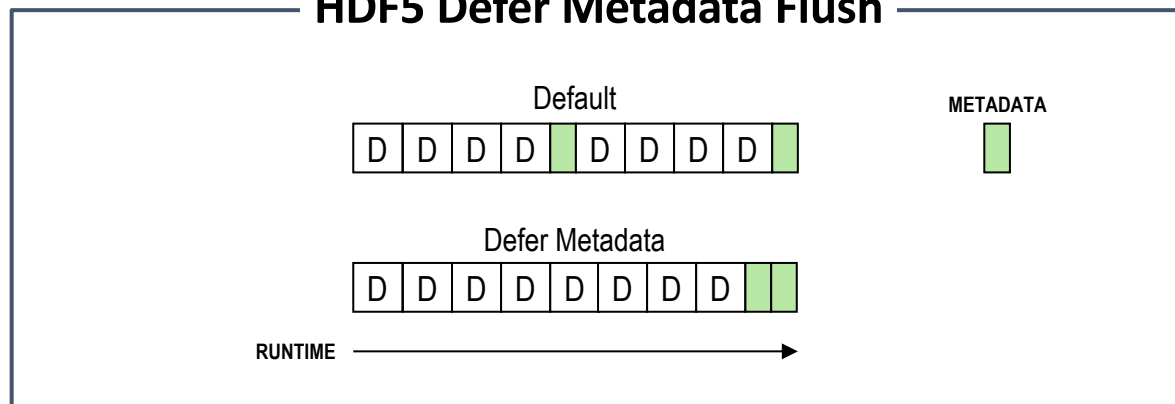 HDF5 Defer Metadata Flush
Default
METADATA
D D D D D D D D
Defer Metadata
D D D D D D D D
RUNTIME